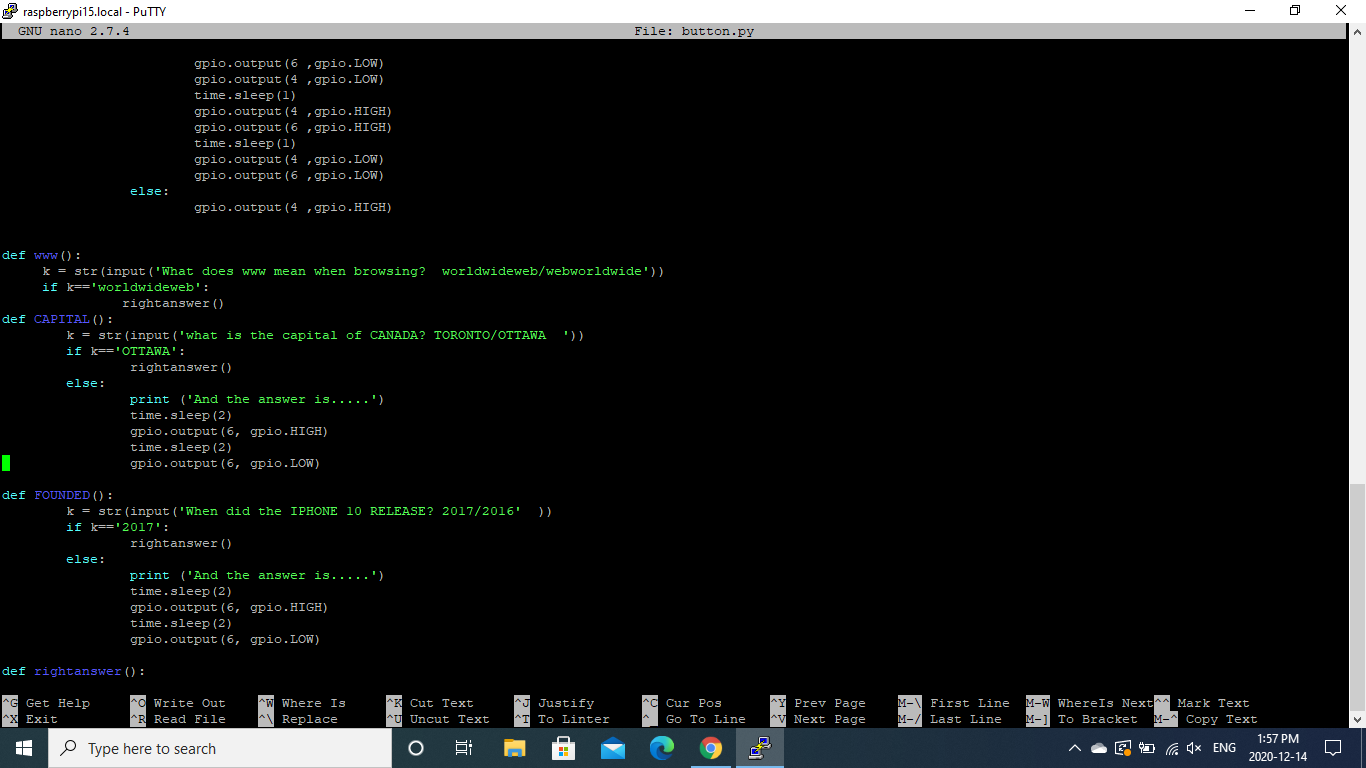 raspberrypi15.local - PuTTY
GNU nano 2.7.4 File: button.py
gpio.output(6 ,gpio.LOW)
gpio.output(4 ,gpio.LOW)
time.sleep(1)
gpio.output(4 ,gpio.HIGH)
gpio.output(6 ,gpio.HIGH)
time.sleep(1)
gpio.output(4 ,gpio.LOW)
gpio.output(6 ,gpio.LOW)
else:
gpio.output(4 ,gpio.HIGH)
def www():
k = str(input('What does www mean when browsing?  worldwideweb/webworldwide'))
if k=='worldwideweb':
rightanswer()
def CAPITAL():
k = str(input('what is the capital of CANADA? TORONTO/OTTAWA  '))
if k=='OTTAWA':
rightanswer()
else:
print ('And the answer is.....')
time.sleep(2)
gpio.output(6, gpio.HIGH)
time.sleep(2)
gpio.output(6, gpio.LOW)
def FOUNDED():
k = str(input('When did the IPHONE 10 RELEASE? 2017/2016'  ))
if k=='2017':
rightanswer()
else:
print ('And the answer is.....')
time.sleep(2)
gpio.output(6, gpio.HIGH)
time.sleep(2)
gpio.output(6, gpio.LOW)
def rightanswer():
^G Get Help ^O Write Out ^W Where Is ^K Cut Text ^J Justify ^C Cur Pos ^Y Prev Page M-\ First Line M-W WhereIs Next ^^ Mark Text
^X Exit ^R Read File ^\ Replace ^U Uncut Text ^T To Linter ^_ Go To Line ^V Next Page M-/ Last Line M-] To Bracket M-^ Copy Text
Type here to search ENG 1:57 PM
2020-12-14